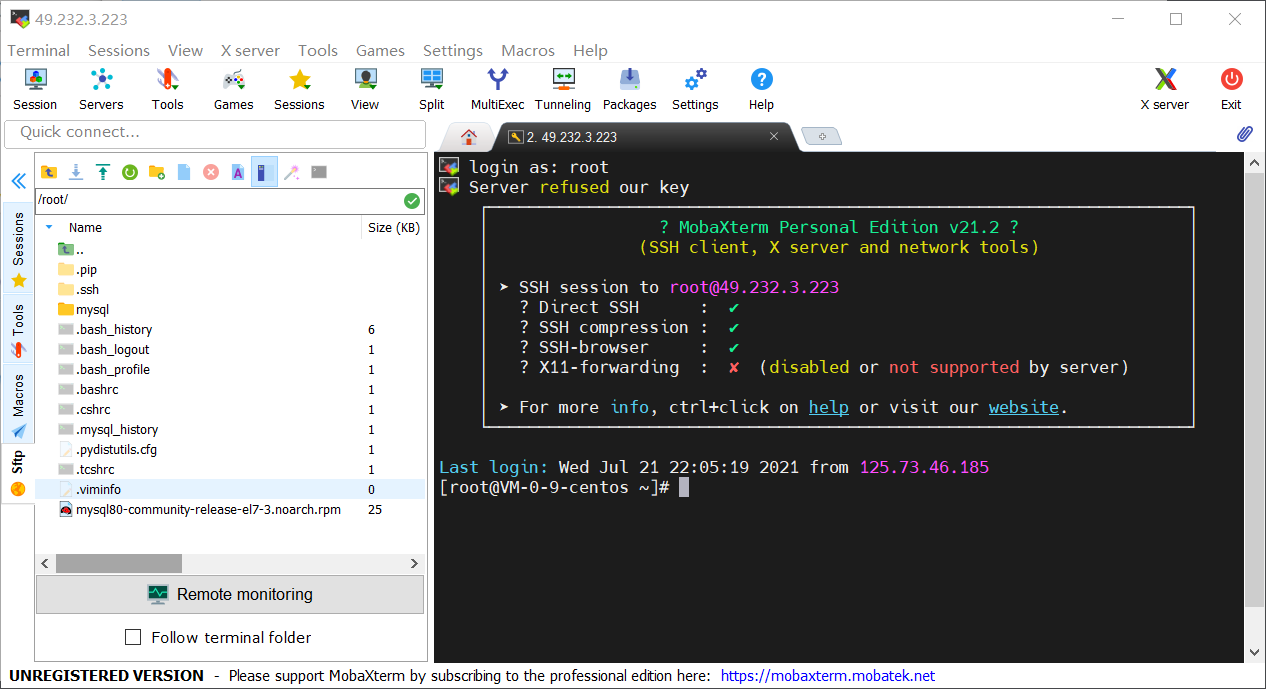 49.232.3.223
Terminal Sessions View X server Tools Games Settings Macros Help
Session Servers Tools Games Sessions View Split MultiExec Tunneling Packages Settings Help X server Exit
Quick connect...
2. 49.232.3.223
/root/
Name Size (KB)
..
.pip
.ssh
mysql
.bash_history 6
.bash_logout 1
.bash_profile 1
.bashrc 1
.cshrc 1
.mysql_history 1
.pydistutils.cfg 1
.tcshrc 1
.viminfo 0
mysql80-community-release-el7-3.noarch.rpm 25
Sessions
Tools
Macros
Sftp
Remote monitoring
Follow terminal folder
login as: root
Server refused our key
? MobaXterm Personal Edition v21.2 ?
(SSH client, X server and network tools)
➤ SSH session to root@49.232.3.223
? Direct SSH : ✔
? SSH compression : ✔
? SSH-browser : ✔
? X11-forwarding : ✘ (disabled or not supported by server)
➤ For more info, ctrl+click on help or visit our website.
Last login: Wed Jul 21 22:05:19 2021 from 125.73.46.185
[root@VM-0-9-centos ~]#
UNREGISTERED VERSION - Please support MobaXterm by subscribing to the professional edition here: https://mobaxterm.mobatek.net